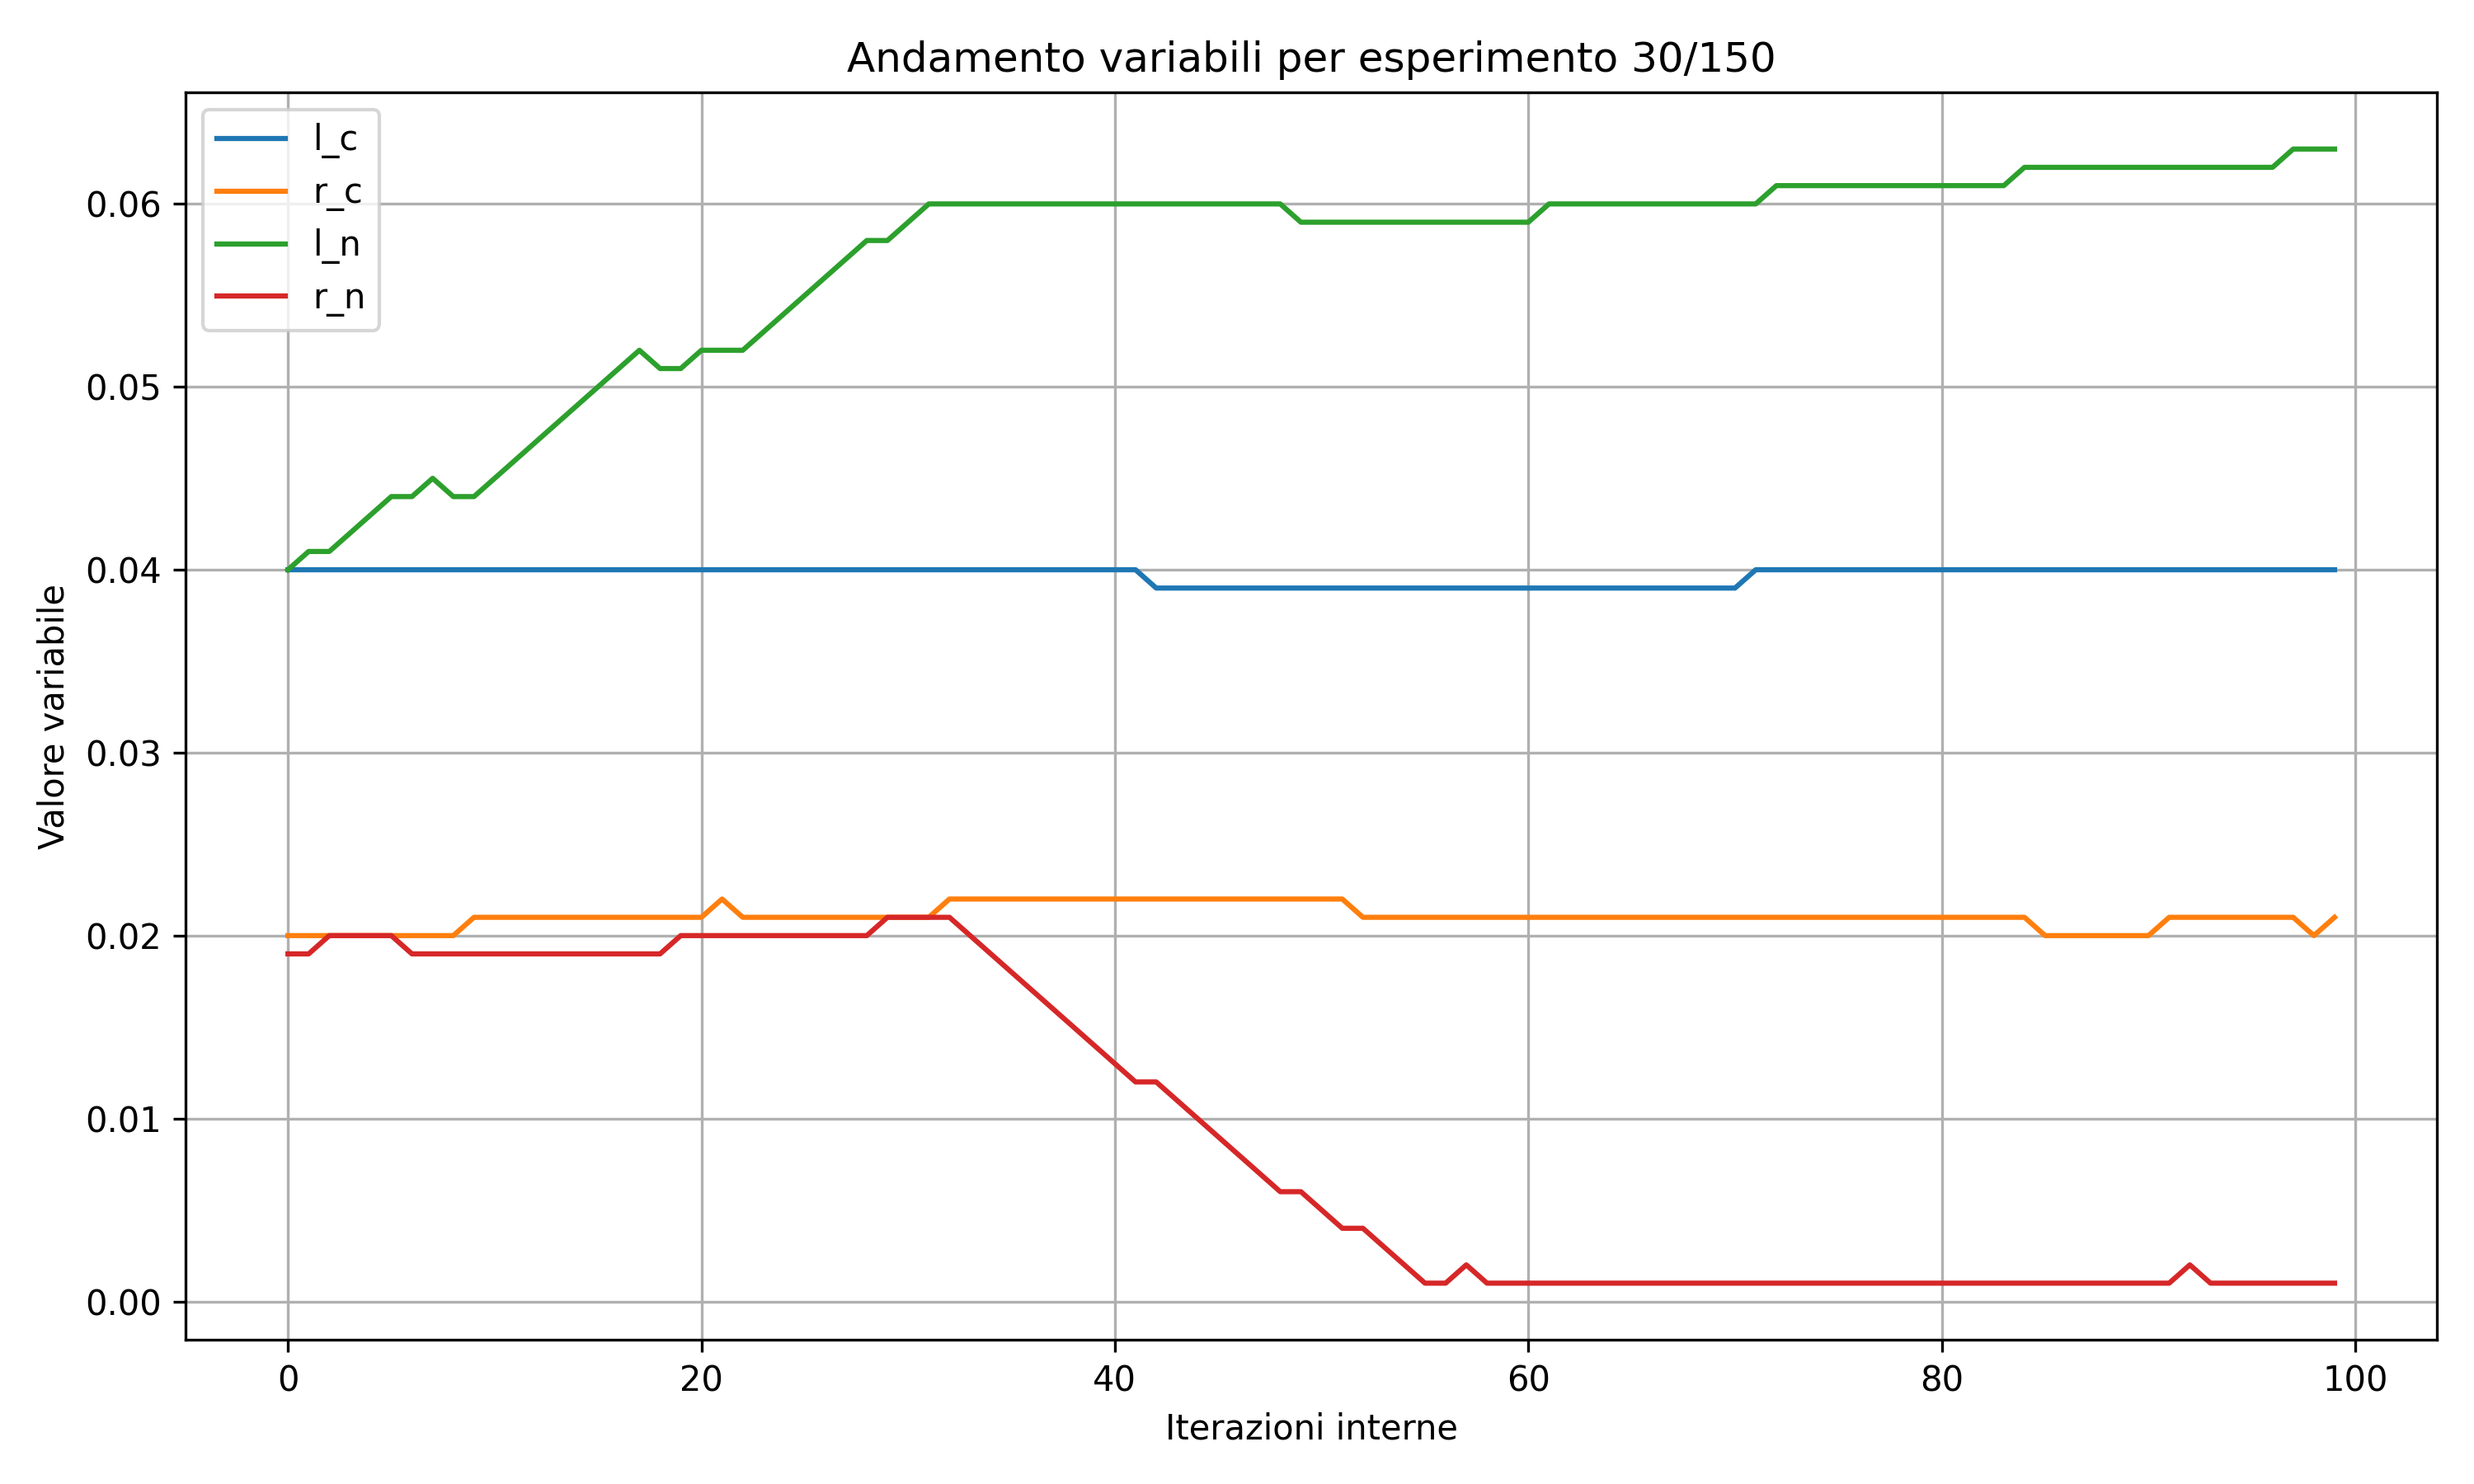 Andamento variabili per esperimento 30/150
l_c
r_c
l_n
r_n
Valore variabile
0.06
0.05
0.04
0.03
0.02
0.01
0.00
0 20 40 60 80 100
Iterazioni interne